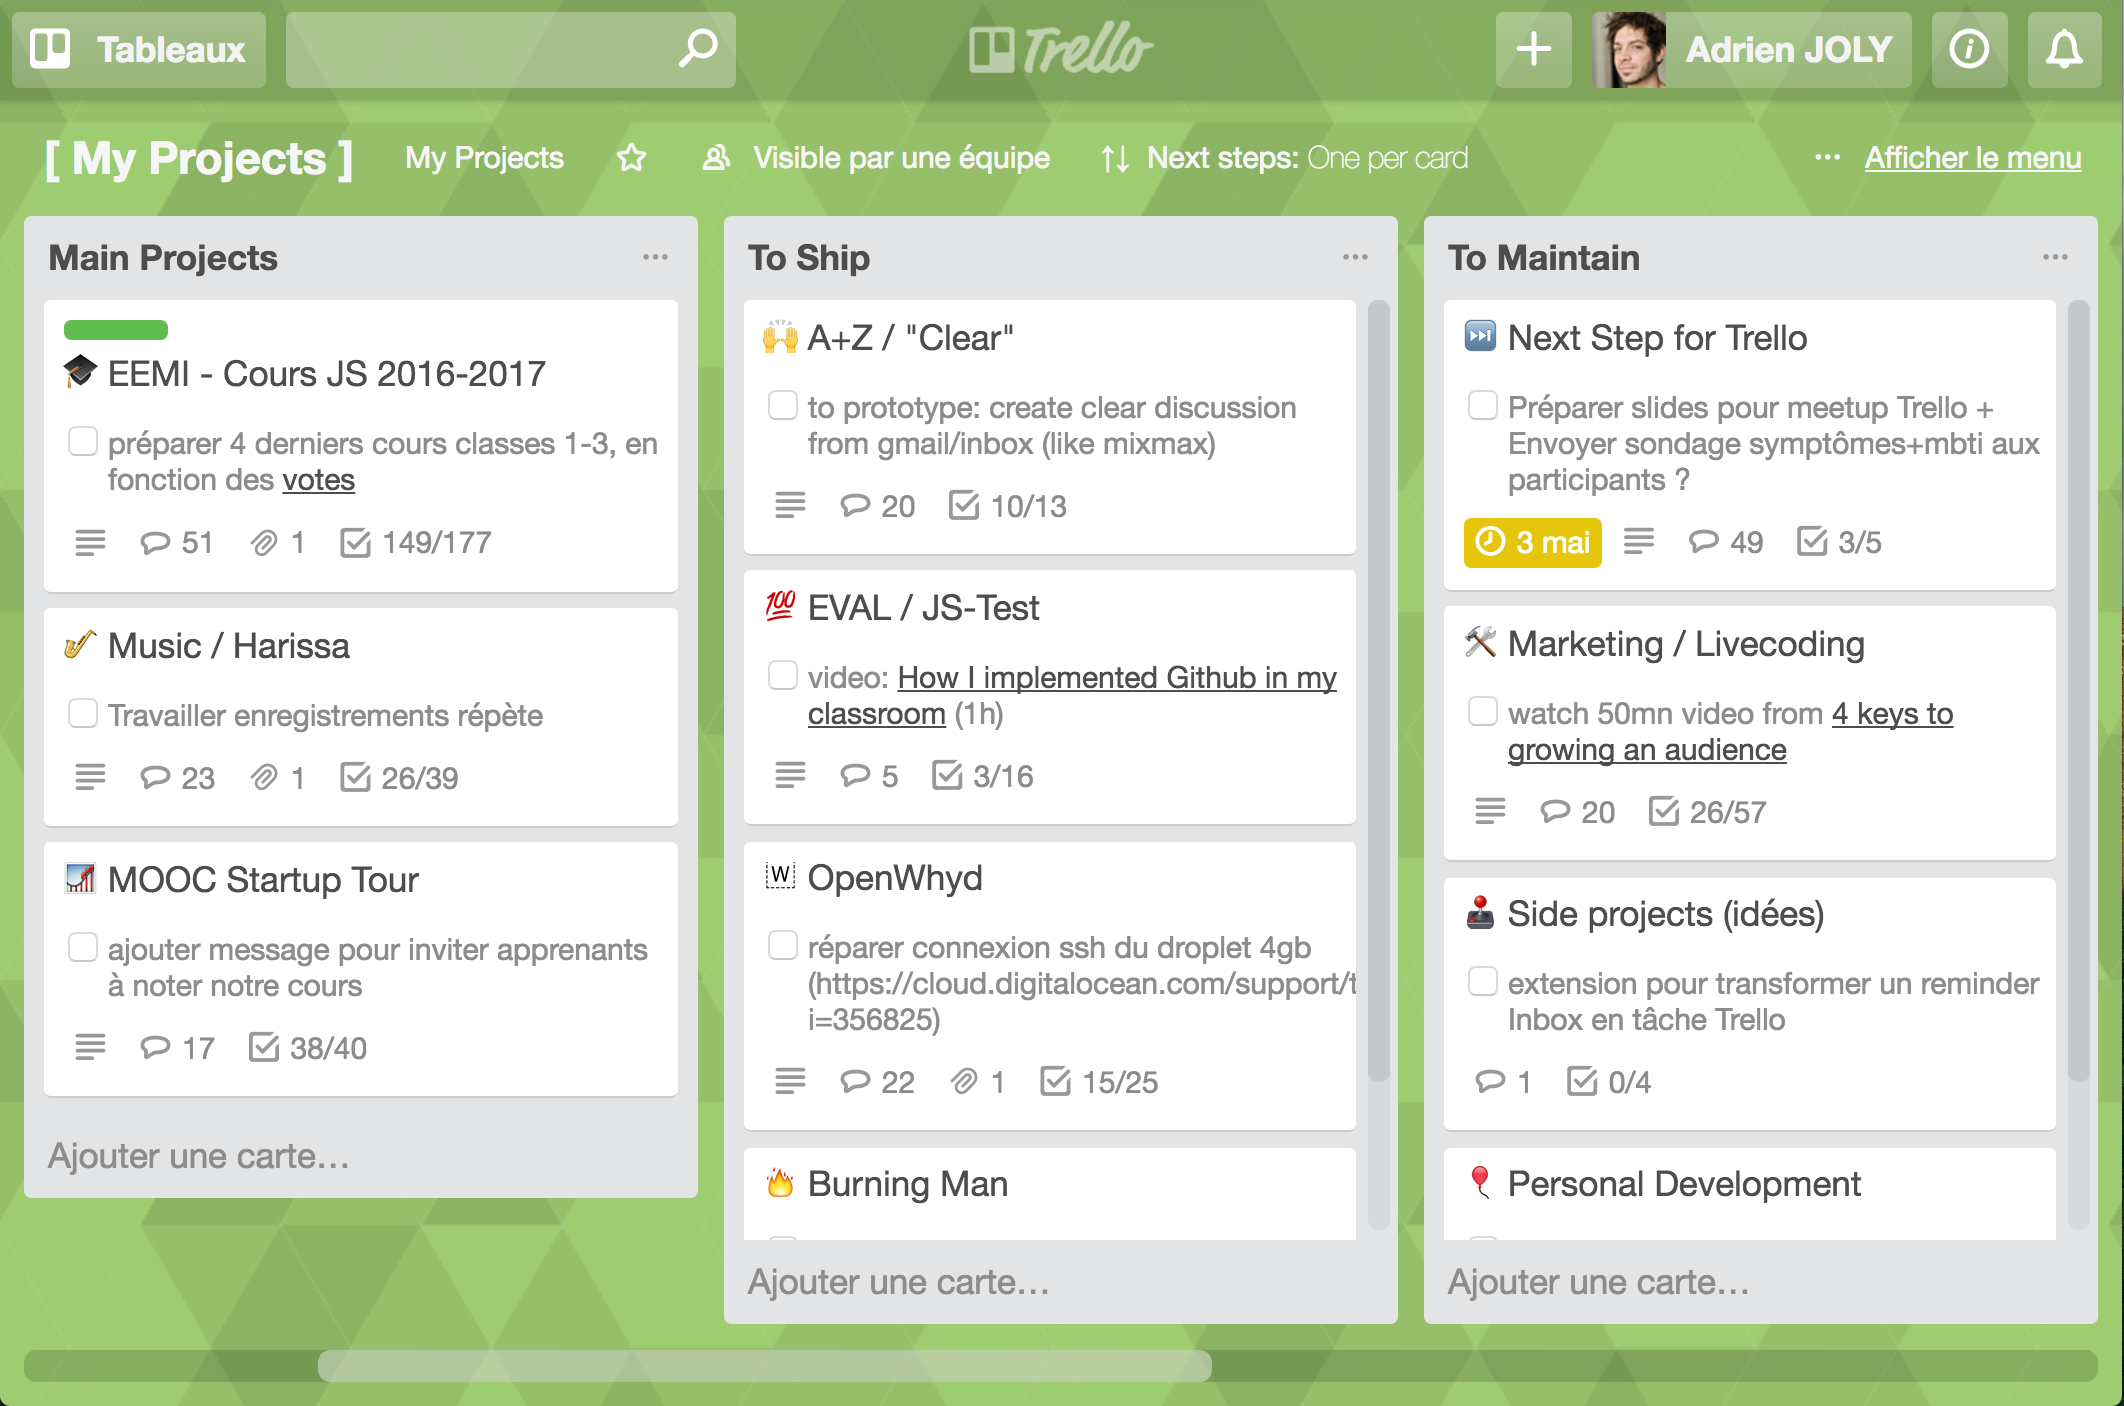 Tableaux
Trello
Adrien JOLY
[ My Projects ]
My Projects
Visible par une équipe
Next steps: One per card
Afficher le menu
Main Projects
EEMI - Cours JS 2016-2017
préparer 4 derniers cours classes 1-3, en
fonction des votes
51 1 149/177
Music / Harissa
Travailler enregistrements répète
23 1 26/39
MOOC Startup Tour
ajouter message pour inviter apprenants
à noter notre cours
17 38/40
Ajouter une carte…
To Ship
A+Z / "Clear"
to prototype: create clear discussion
from gmail/inbox (like mixmax)
20 10/13
100 EVAL / JS-Test
video: How I implemented Github in my
classroom (1h)
5 3/16
W OpenWhyd
réparer connexion ssh du droplet 4gb
(https://cloud.digitalocean.com/support/t
i=356825)
22 1 15/25
Burning Man
Ajouter une carte…
To Maintain
Next Step for Trello
Préparer slides pour meetup Trello +
Envoyer sondage symptômes+mbti aux
participants ?
3 mai 49 3/5
Marketing / Livecoding
watch 50mn video from 4 keys to
growing an audience
20 26/57
Side projects (idées)
extension pour transformer un reminder
Inbox en tâche Trello
1 0/4
Personal Development
Ajouter une carte…